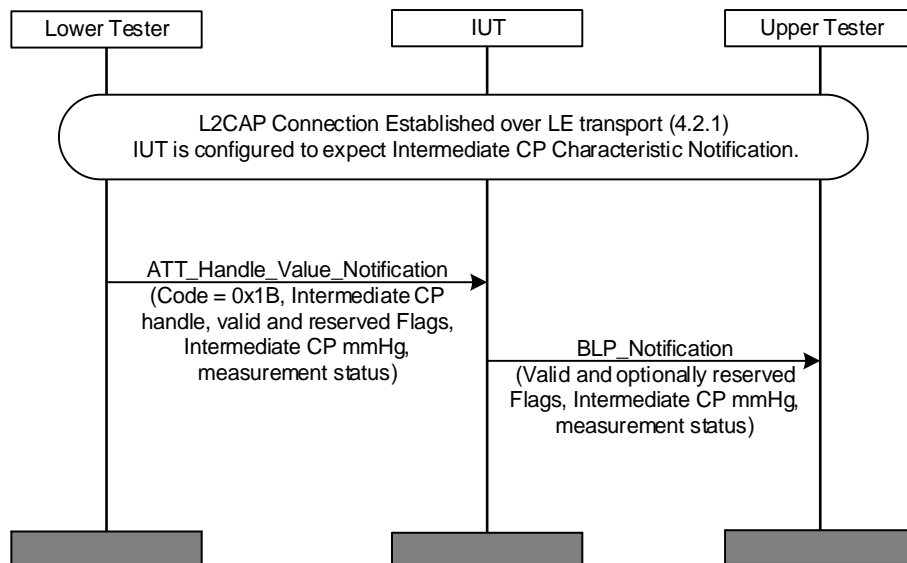 Lower Tester
IUT
Upper Tester
L2CAP Connection Established over LE transport (4.2.1)
IUT is configured to expect Intermediate CP Characteristic Notification.
ATT_Handle_Value_Notification
(Code = 0x1B, Intermediate CP
handle, valid and reserved Flags,
Intermediate CP mmHg,
measurement status)
BLP_Notification
(Valid and optionally reserved
Flags, Intermediate CP mmHg,
measurement status)